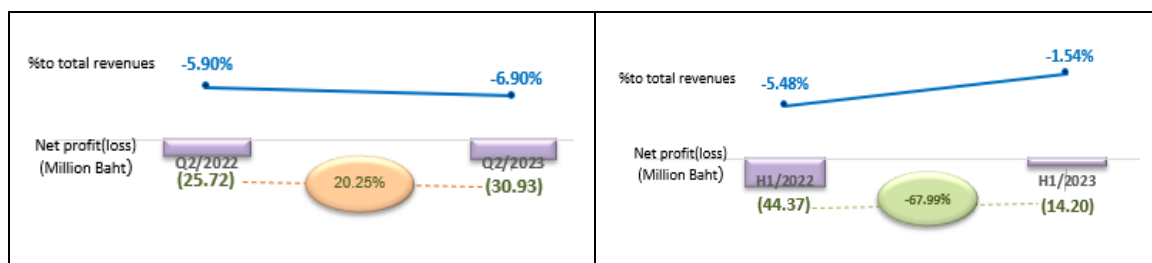 %to total revenues
-5.90%
-6.90%
Net profit(loss)
(Million Baht)
Q2/2022
(25.72)
20.25%
Q2/2023
(30.93)
%to total revenues
-5.48%
-1.54%
Net profit(loss)
(Million Baht)
H1/2022
(44.37)
-67.99%
H1/2023
(14.20)